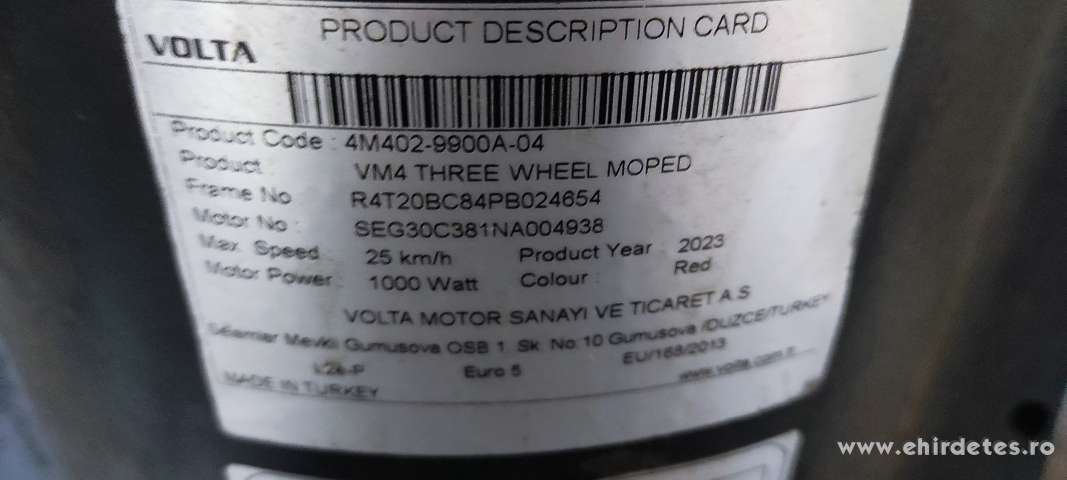 VOLTA
PRODUCT DESCRIPTION CARD
Product Code : 4M402-9900A-04
Product : VM4 THREE WHEEL MOPED
Frame No R4T20BC84PB024654
Motor No : SEG30C381NA004938
Max. Speed : 25 km/h Product Year : 2023
Motor Power : 1000 Watt Colour : Red
VOLTA MOTOR SANAYI VE TICARET A.S
Mevkii Gumusova OSB 1. Sk. No.10 Gumusova /DUZCE/TURKEY
Euro 5 EU/168/2013
MADE IN TURKEY
www.ehirdetes.ro